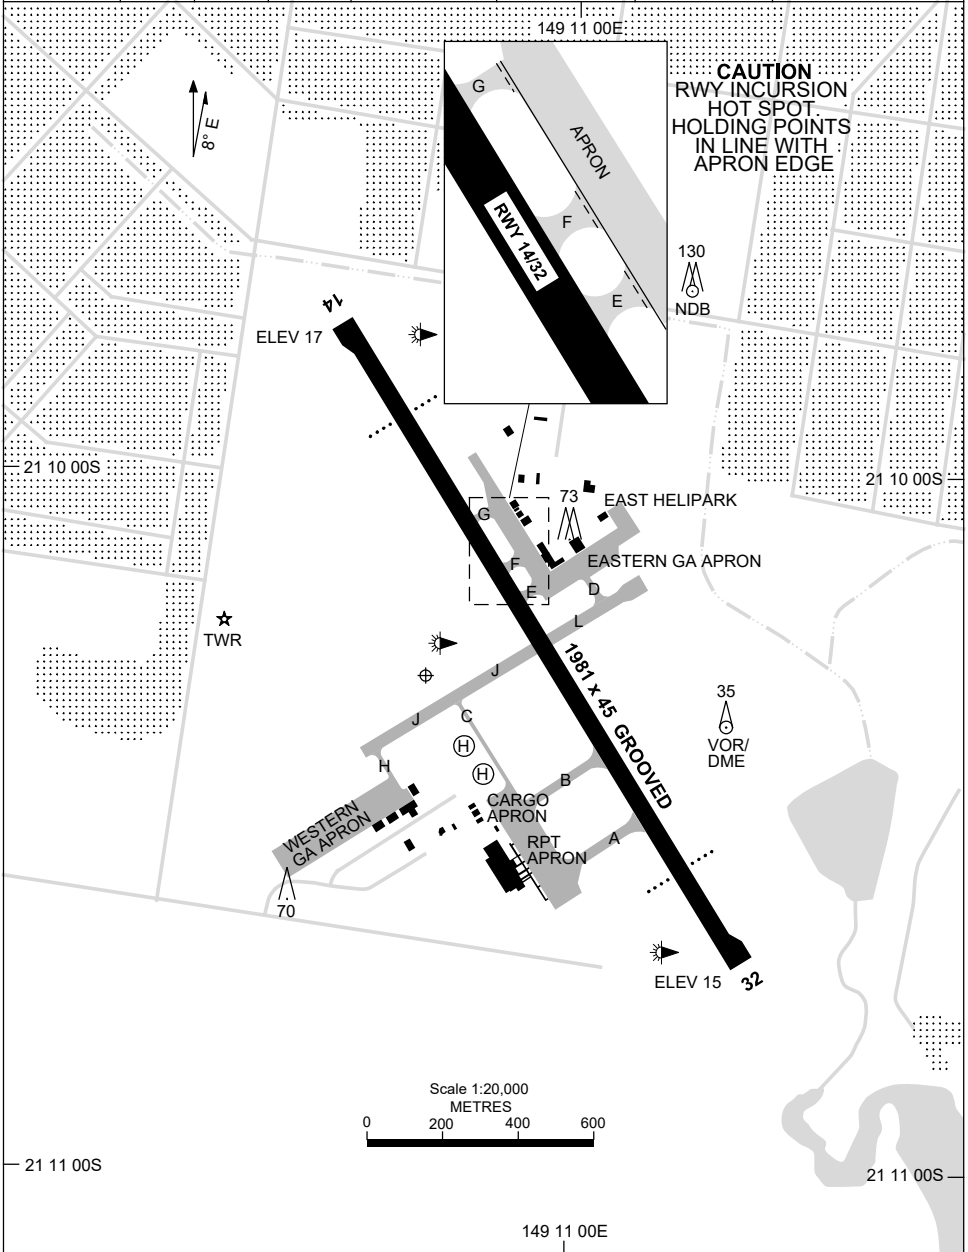 149 11 00E
CAUTION
RWY INCURSION
HOT SPOT.
HOLDING POINTS
IN LINE WITH
APRON EDGE
G
APRON
8° E
RWY 14/32
F
E
130
NDB
14
ELEV 17
21 10 00S
21 10 00S
73
EAST HELIPARK
G
F
EASTERN GA APRON
E
D
L
TWR
J
1981 x 45 GROOVED
J
C
H
35
VOR/
DME
H
H
B
CARGO
APRON
WESTERN
GA APRON
A
RPT
APRON
70
ELEV 15
32
Scale 1:20,000
METRES
0 200 400 600
21 11 00S
21 11 00S
149 11 00E